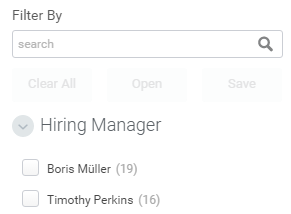 Filter By
search
Clear All Open Save
Hiring Manager
Boris Müller (19)
Timothy Perkins (16)